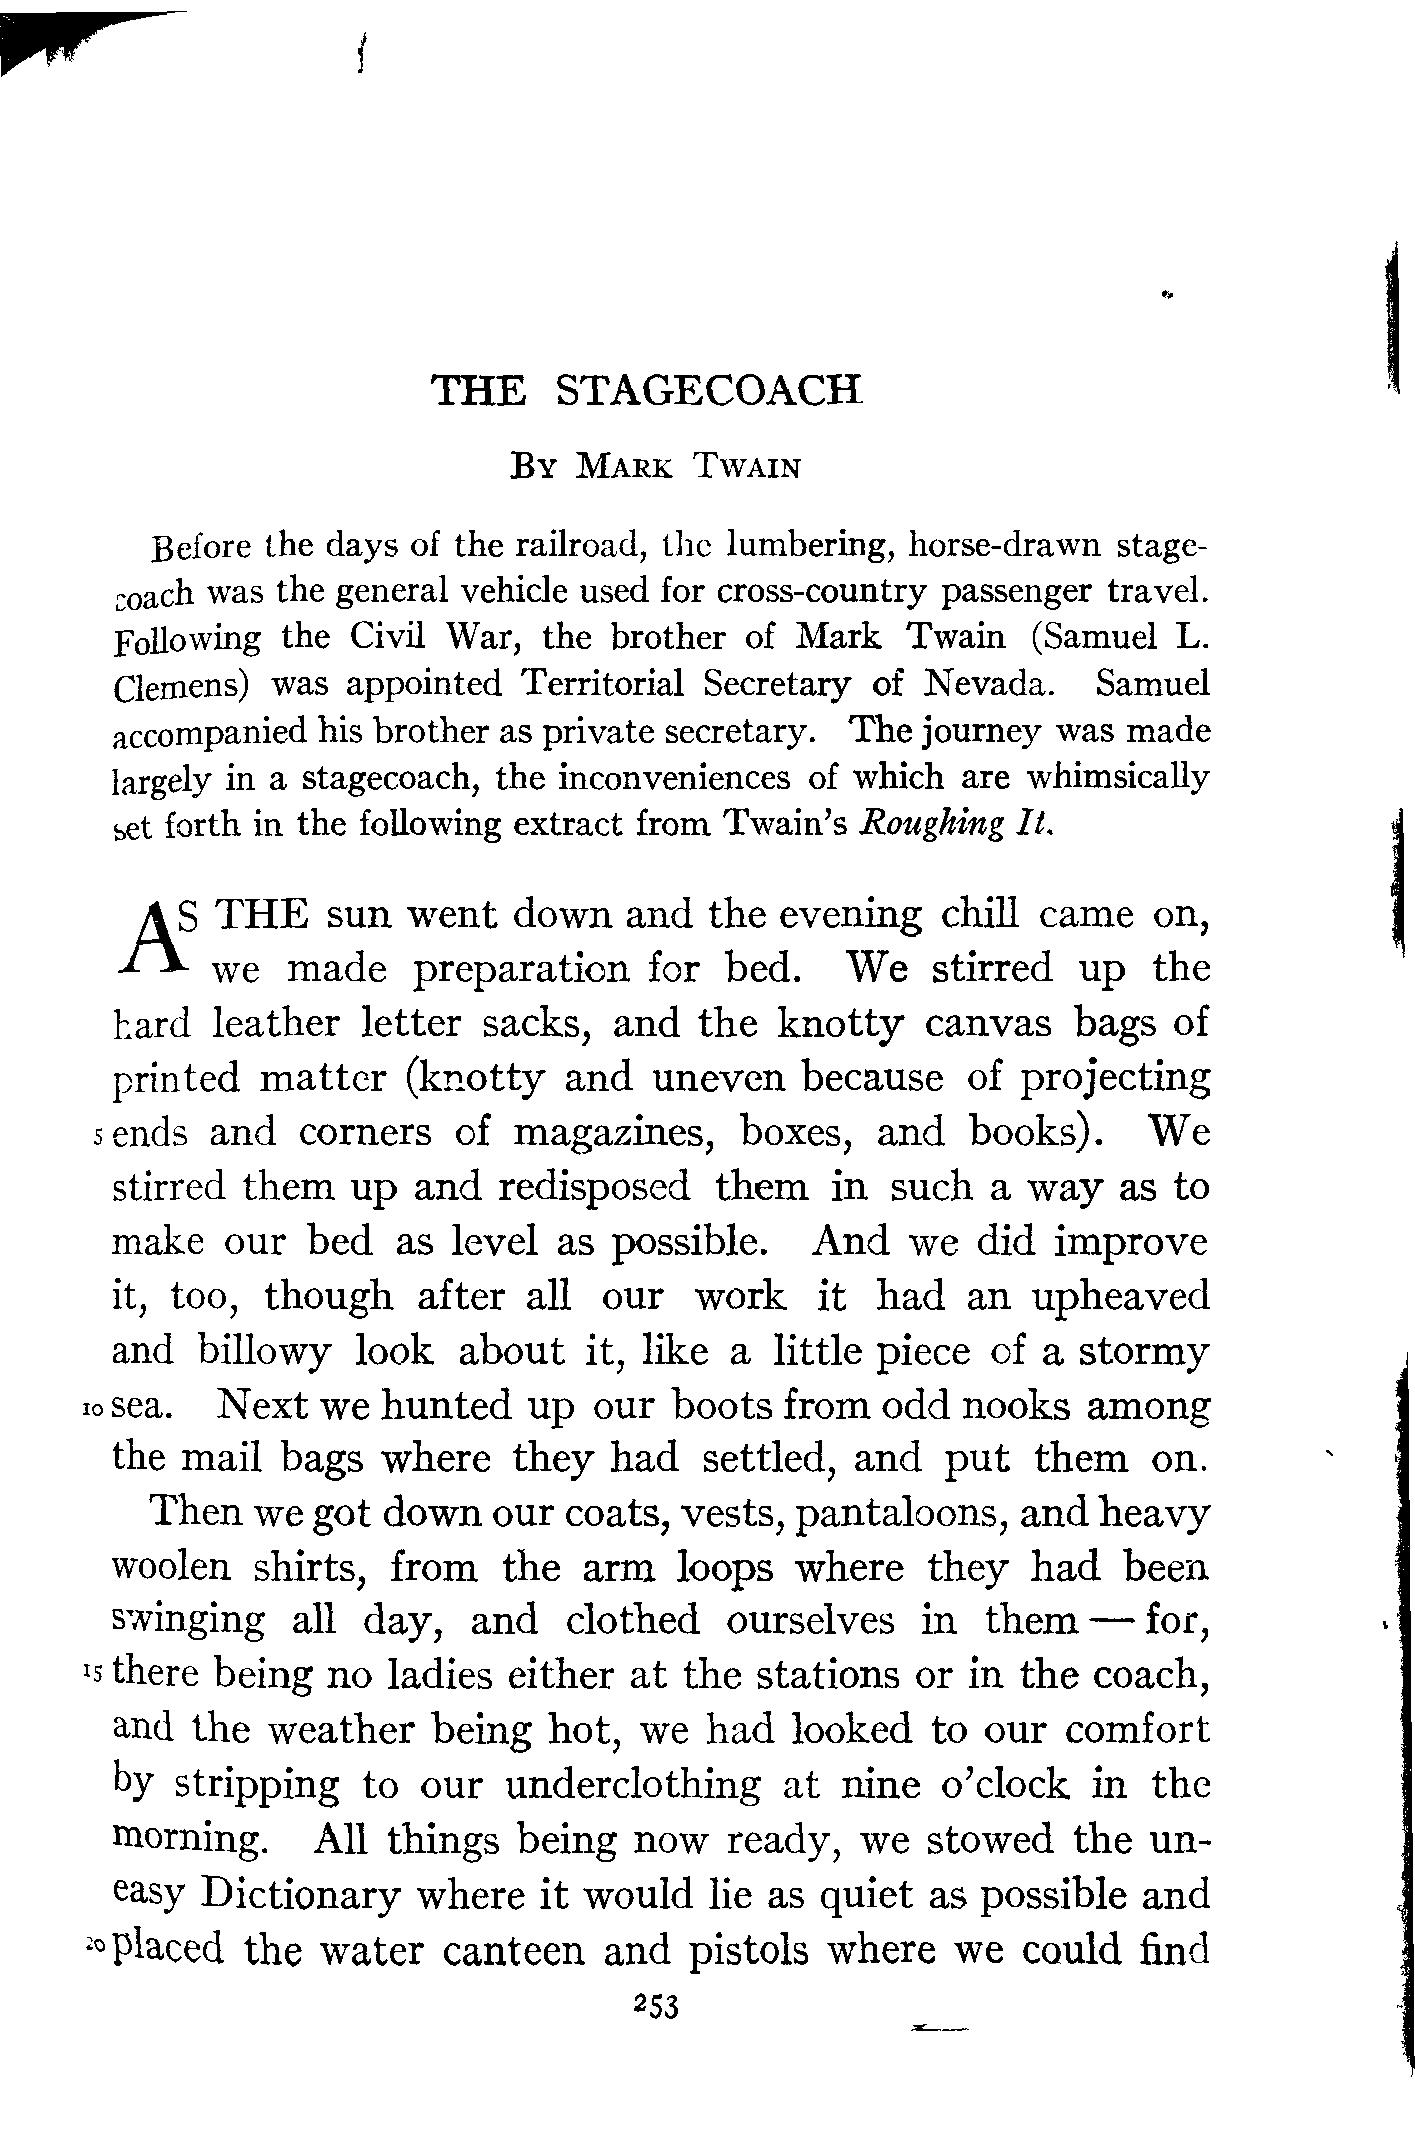 THE STAGECOACH
By Mark Twain
Before the days of the railroad, the lumbering, horse-drawn stage-
coach was the general vehicle used for cross-country passenger travel.
Following the Civil War, the brother of Mark Twain (Samuel L.
Clemens) was appointed Territorial Secretary of Nevada. Samuel
accompanied his brother as private secretary. The journey was made
largely in a stagecoach, the inconveniences of which are whimsically
set forth in the following extract from Twain's Roughing It.
AS THE sun went down and the evening chill came on,
we made preparation for bed. We stirred up the
hard leather letter sacks, and the knotty canvas bags of
printed matter (knotty and uneven because of projecting
5 ends and corners of magazines, boxes, and books). We
stirred them up and redisposed them in such a way as to
make our bed as level as possible. And we did improve
it, too, though after all our work it had an upheaved
and billowy look about it, like a little piece of a stormy
10 sea. Next we hunted up our boots from odd nooks among
the mail bags where they had settled, and put them on.
Then we got down our coats, vests, pantaloons, and heavy
woolen shirts, from the arm loops where they had been
swinging all day, and clothed ourselves in them — for,
15 there being no ladies either at the stations or in the coach,
and the weather being hot, we had looked to our comfort
by stripping to our underclothing at nine o'clock in the
morning. All things being now ready, we stowed the un-
easy Dictionary where it would lie as quiet as possible and
20 placed the water canteen and pistols where we could find
253